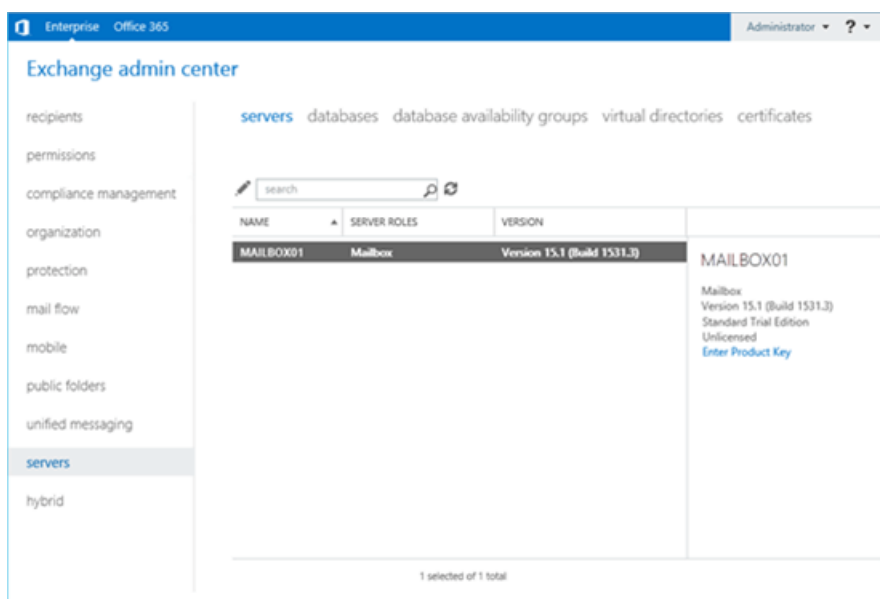 Enterprise Office 365 Administrator ?
Exchange admin center
recipients
permissions
compliance management
organization
protection
mail flow
mobile
public folders
unified messaging
servers
hybrid
servers databases database availability groups virtual directories certificates
search
NAME SERVER ROLES VERSION
MAILBOX01 Mailbox Version 15.1 (Build 1531.3)
MAILBOX01
Mailbox
Version 15.1 (Build 1531.3)
Standard Trial Edition
Unlicensed
Enter Product Key
1 selected of 1 total